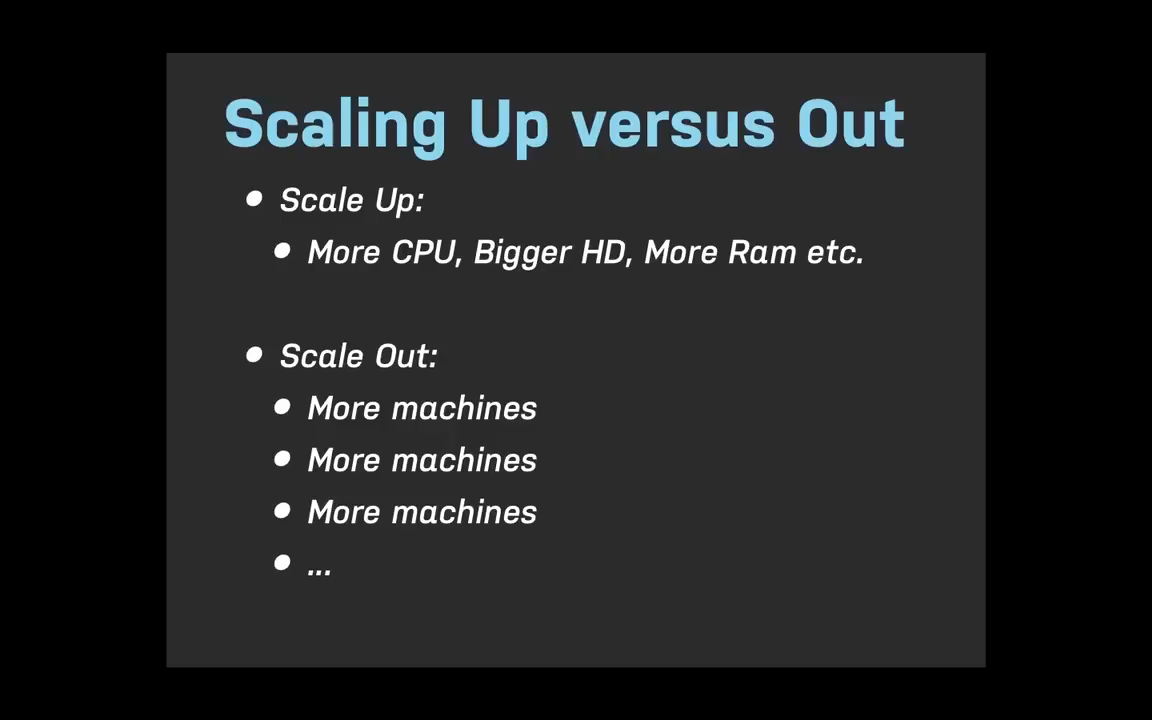 Scaling Up versus Out
• Scale Up:
• More CPU, Bigger HD, More Ram etc.
• Scale Out:
• More machines
• More machines
• More machines
• ...